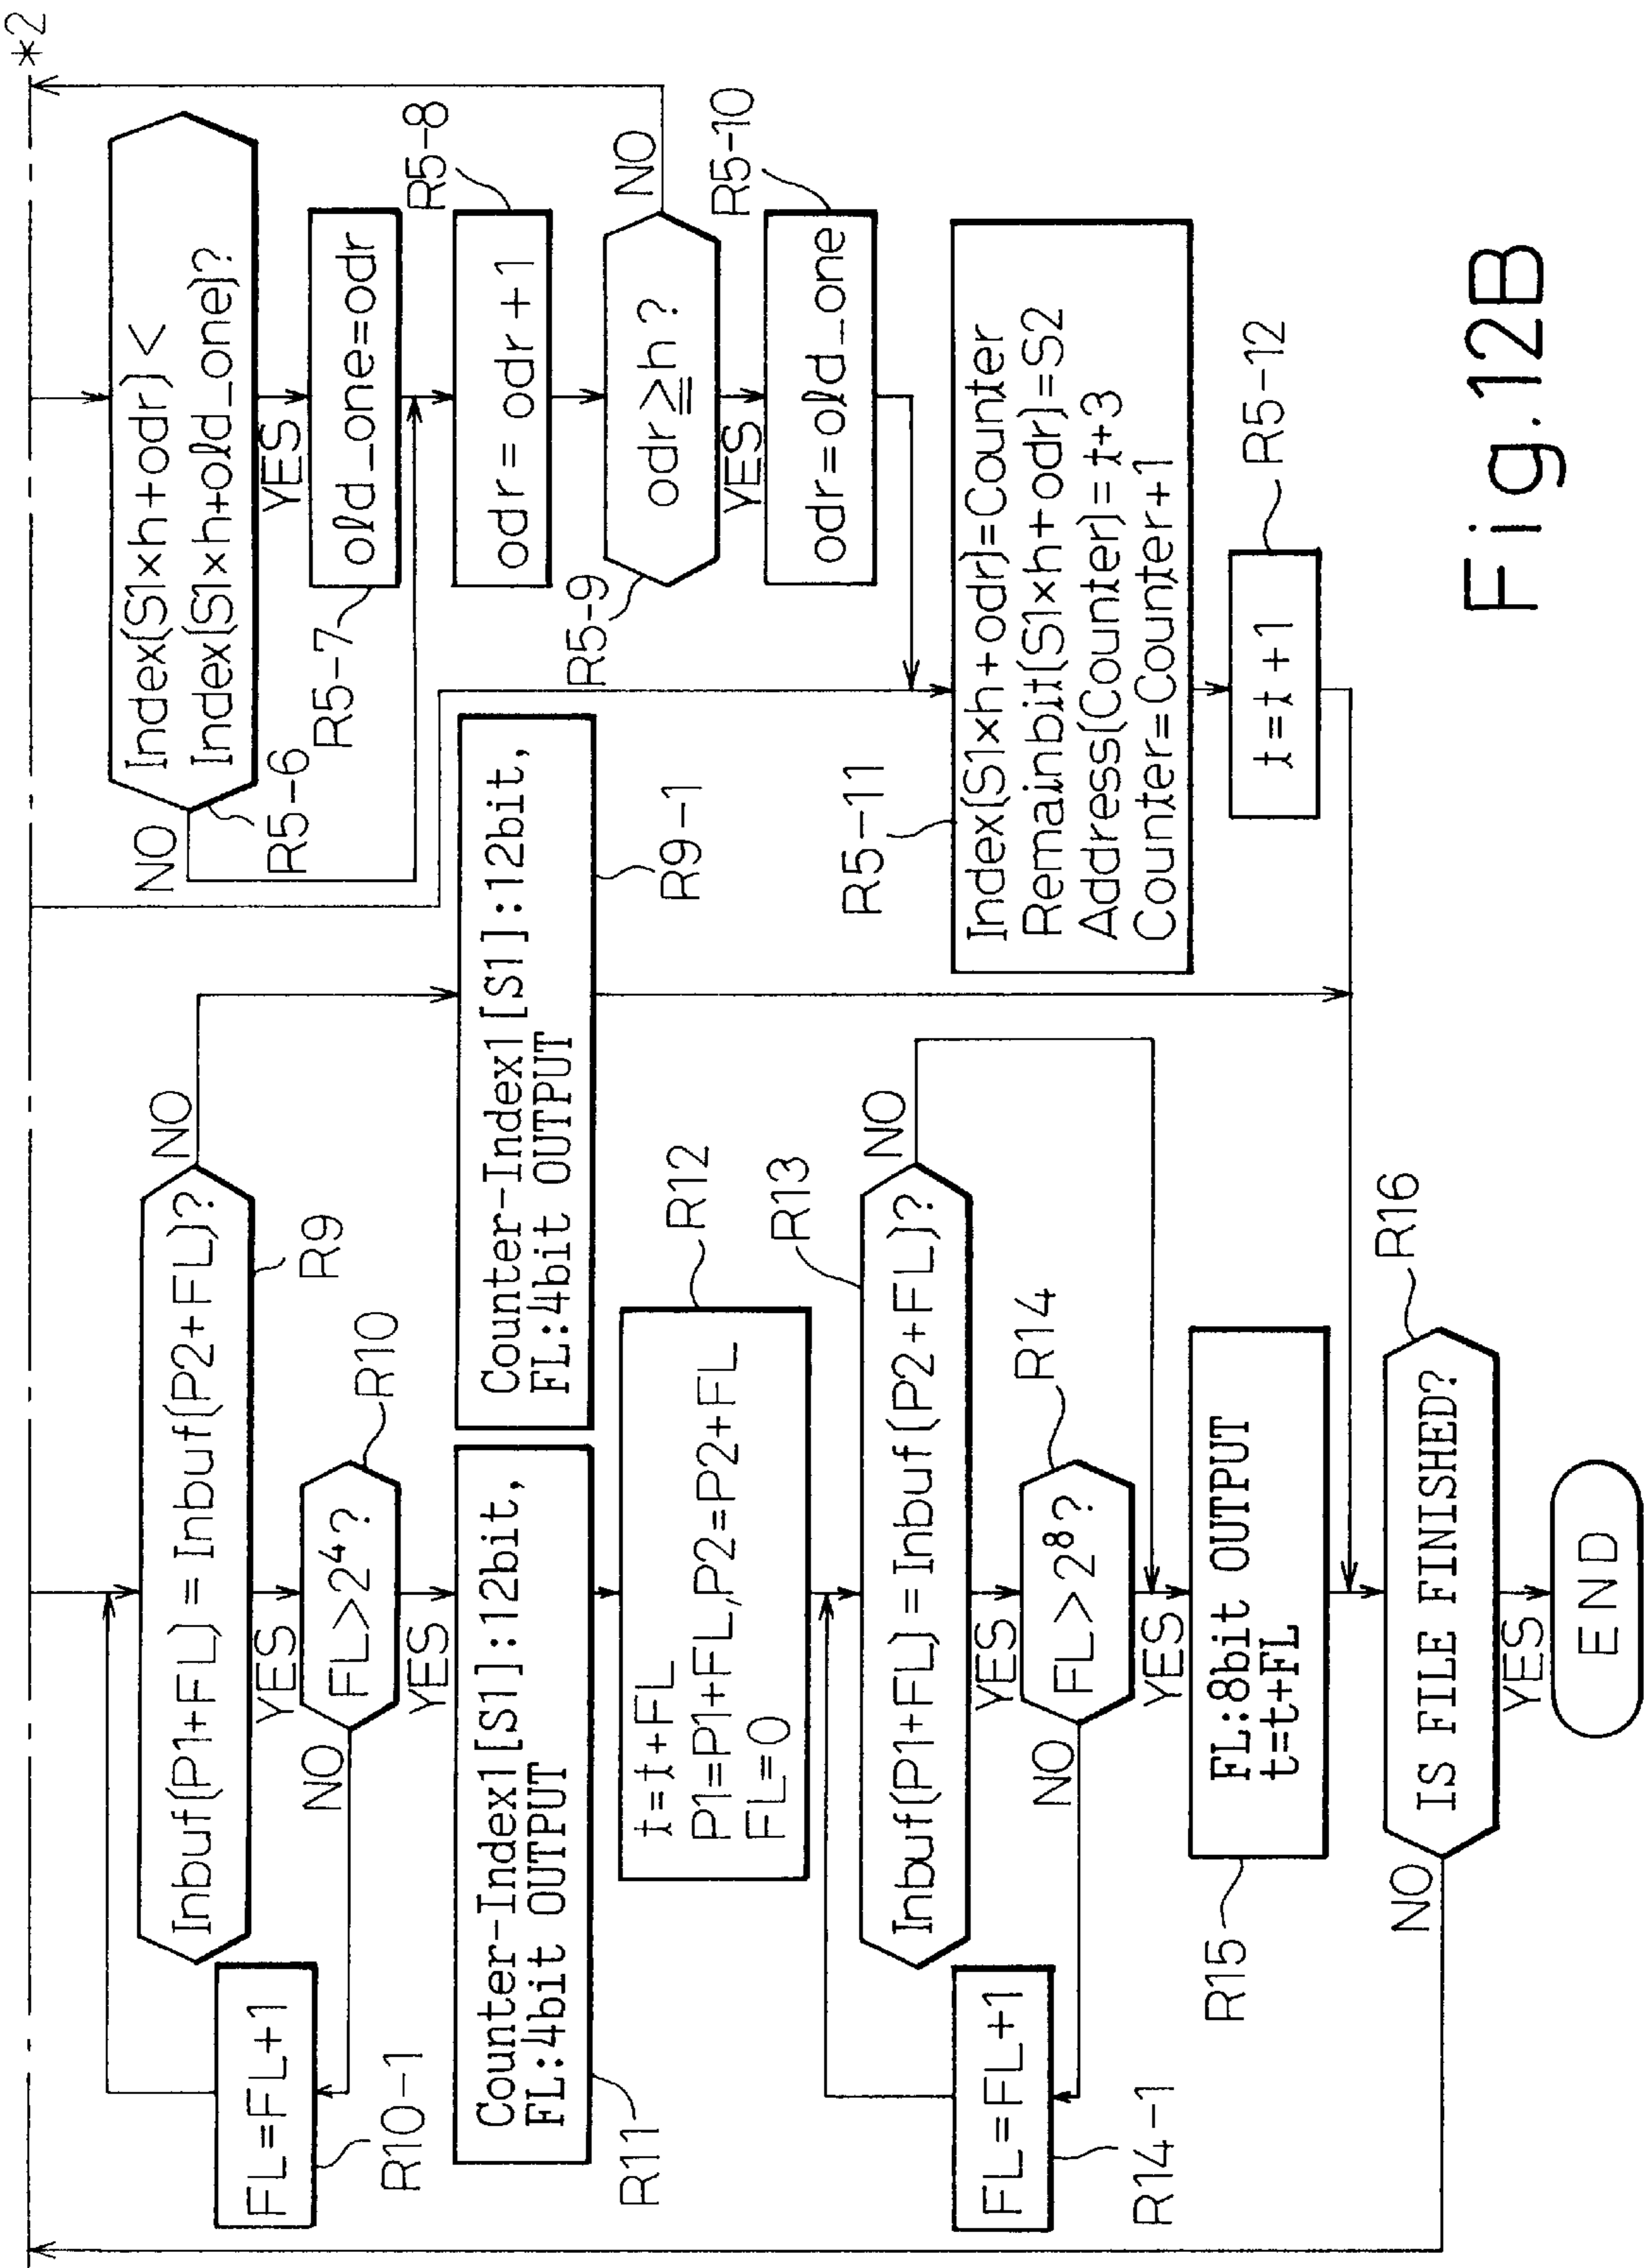 *2
Inbuf(P1+FL) = Inbuf(P2+FL)?
NO
R9
YES
FL>2⁴?
R10
NO
FL=FL+1
R10-1
YES
Counter-Index1[S1]:12bit,
FL:4bit OUTPUT
R11
Counter-Index1[S1]:12bit,
FL:4bit OUTPUT
R9-1
t=t+FL
P1=P1+FL,P2=P2+FL
FL=0
R12
Inbuf(P1+FL) = Inbuf(P2+FL)?
R13
NO
YES
FL>2⁸?
R14
NO
FL=FL+1
R14-1
YES
FL:8bit OUTPUT
t=t+FL
R15
IS FILE FINISHED?
R16
NO
YES
END
Index(S1×h+odr)<
Index(S1×h+old_one)?
R5-6
NO
YES
old_one=odr
R5-7
odr=odr+1
R5-8
odr≧h?
R5-9
NO
YES
odr=old_one
R5-10
Index(S1×h+odr)=Counter
Remainbit(S1×h+odr)=S2
Address(Counter)=t+3
Counter=Counter+1
R5-11
t=t+1
R5-12
Fig.12B